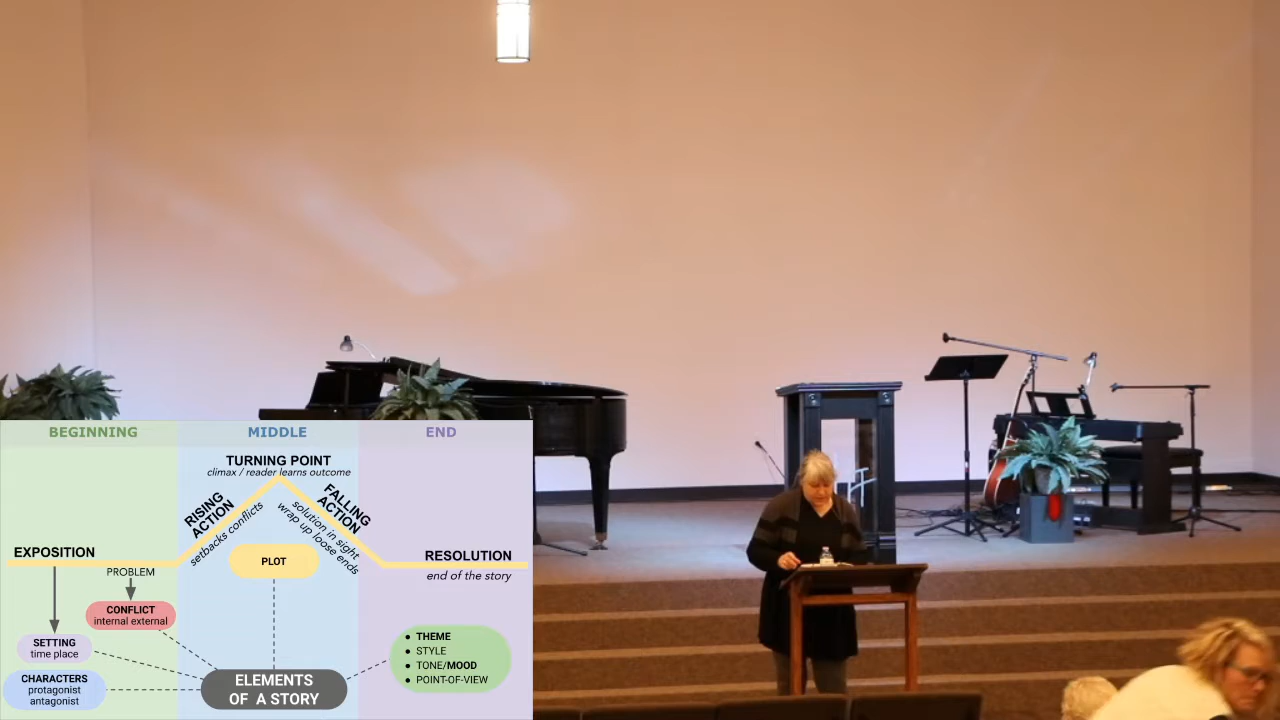 BEGINNING
MIDDLE
END
TURNING POINT
climax / reader learns outcome
RISING
ACTION
setbacks conflicts
FALLING
ACTION
solution in sight
wrap up loose ends
EXPOSITION
PROBLEM
PLOT
RESOLUTION
end of the story
CONFLICT
internal external
SETTING
time place
CHARACTERS
protagonist
antagonist
ELEMENTS
OF A STORY
● THEME
● STYLE
● TONE/MOOD
● POINT-OF-VIEW